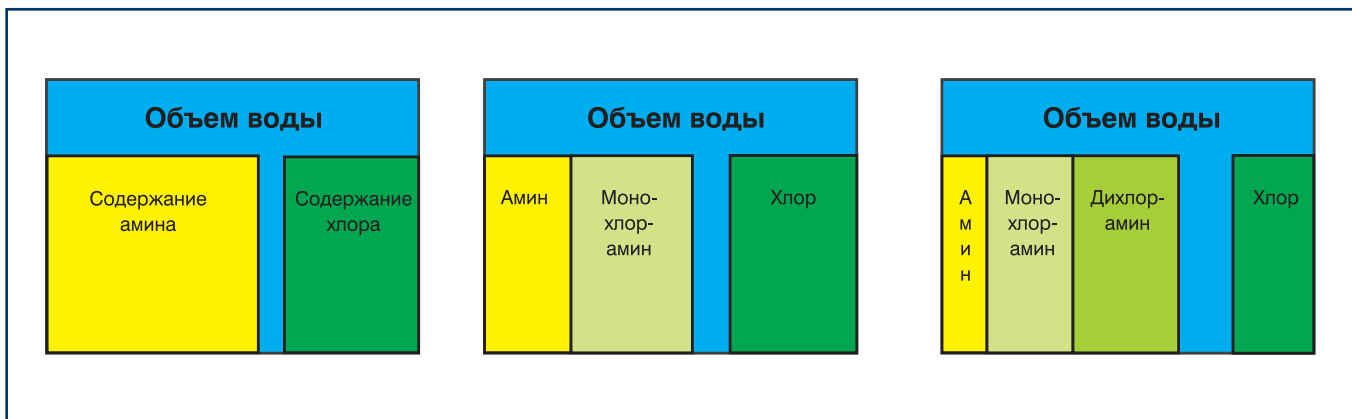 Объем воды
Содержание
амина
Содержание
хлора
Объем воды
Амин
Моно-
хлор-
амин
Хлор
Объем воды
А
м
и
н
Моно-
хлор-
амин
Дихлор-
амин
Хлор